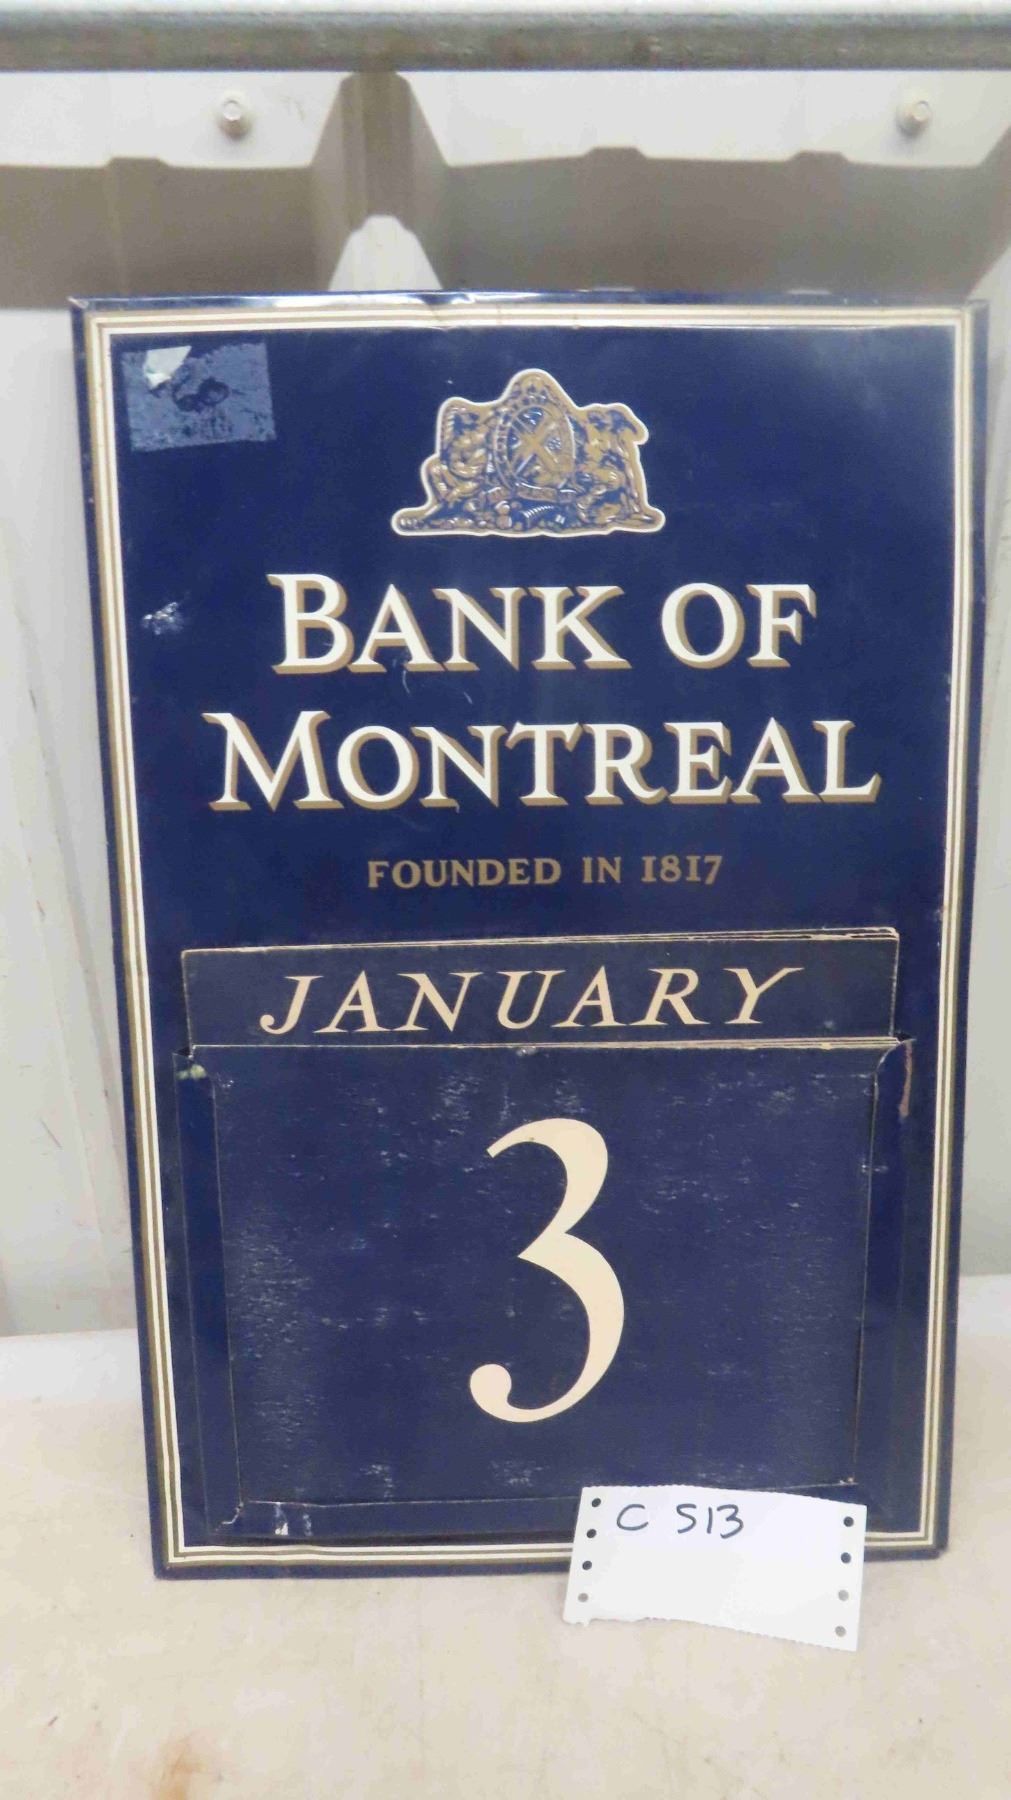 BANK OF
MONTREAL
FOUNDED IN 1817
JANUARY
3
C 513